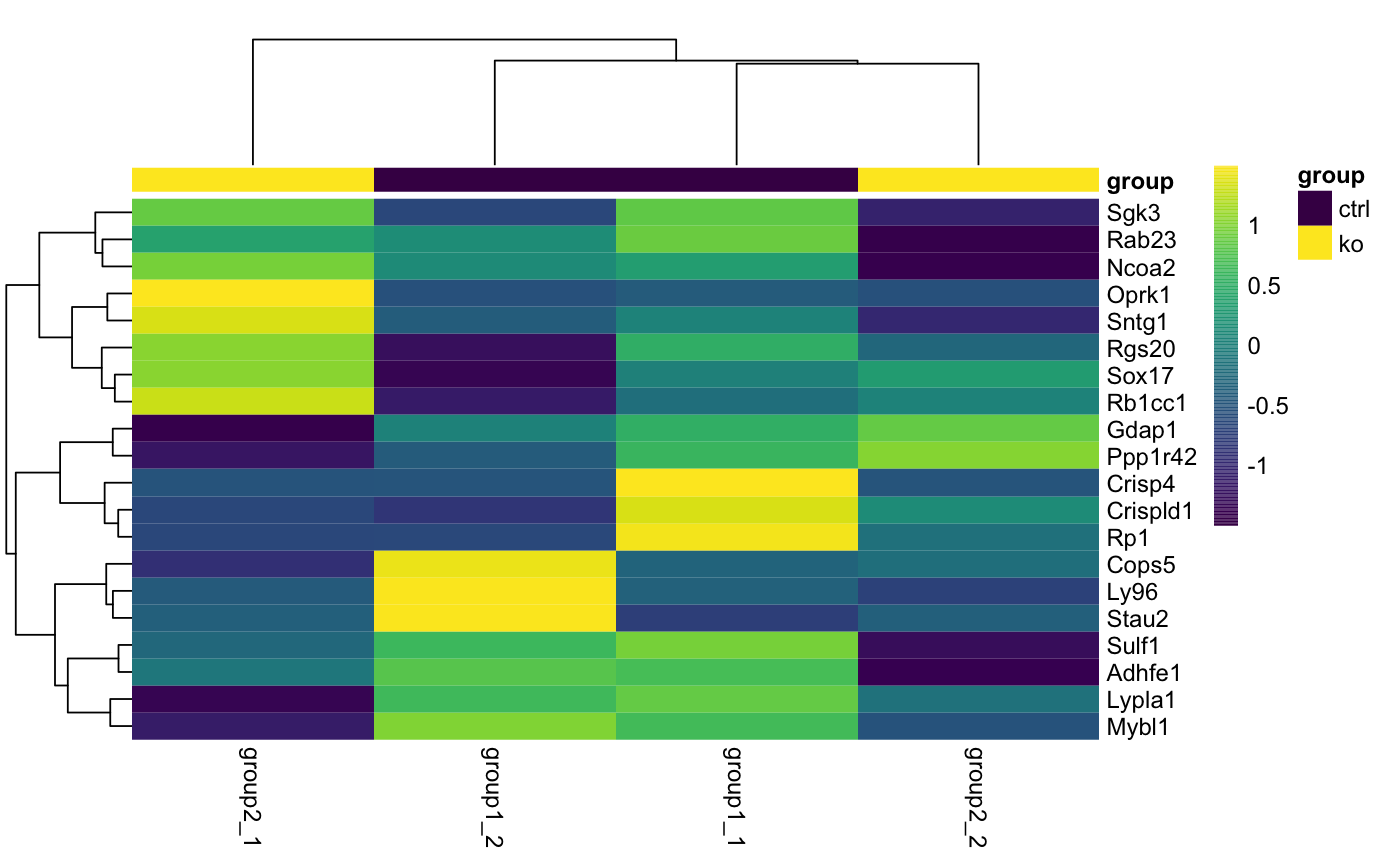 group
Sgk3
Rab23
Ncoa2
Oprk1
Sntg1
Rgs20
Sox17
Rb1cc1
Gdap1
Ppp1r42
Crisp4
Crispld1
Rp1
Cops5
Ly96
Stau2
Sulf1
Adhfe1
Lypla1
Mybl1
group2_1
group1_2
group1_1
group2_2
1
0.5
0
-0.5
-1
group
ctrl
ko